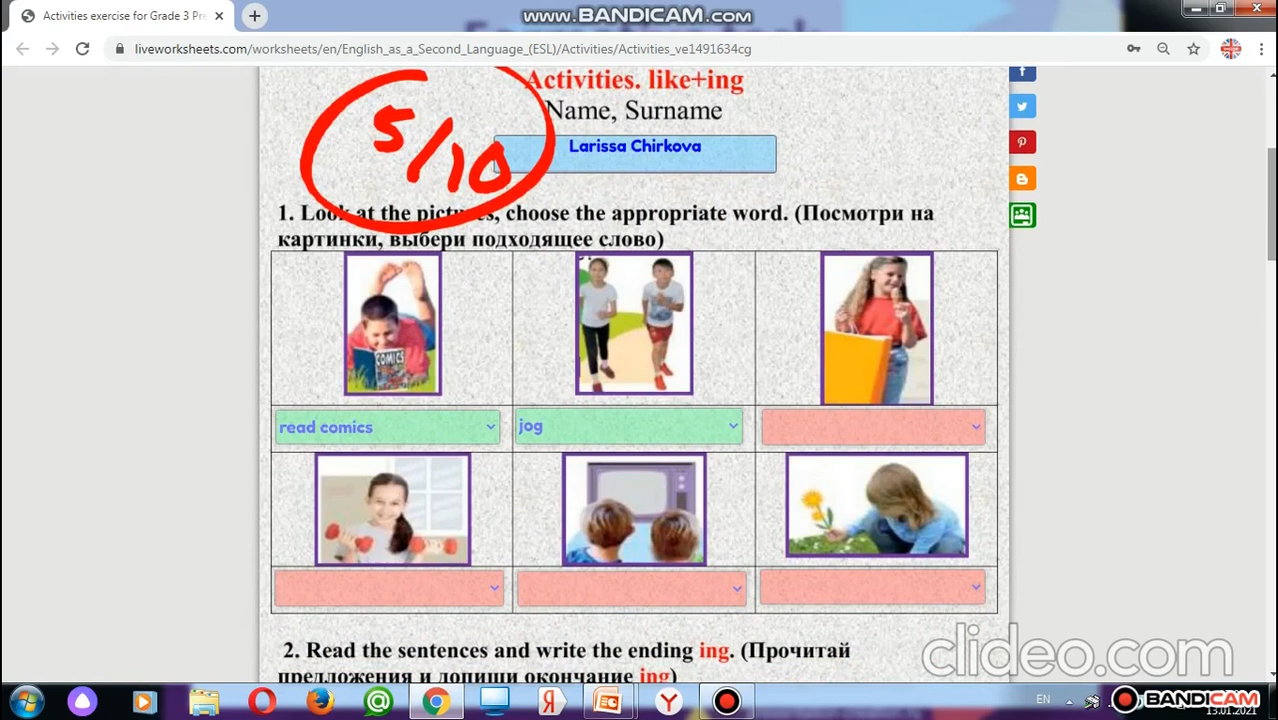 www.BANDICAM.com
Activities exercise for Grade 3 Pre
liveworksheets.com/worksheets/en/English_as_a_Second_Language_(ESL)/Activities/Activities_ve1491634cg
Activities. like+ing
Name, Surname
Larissa Chirkova
5/10
1. Look at the pictures, choose the appropriate word. (Посмотри на
картинки, выбери подходящее слово)
COMICS
read comics
jog
2. Read the sentences and write the ending ing. (Прочитай
предложения и допиши окончание ing)
clideo.com
EN
BANDICAM
13.01.2021